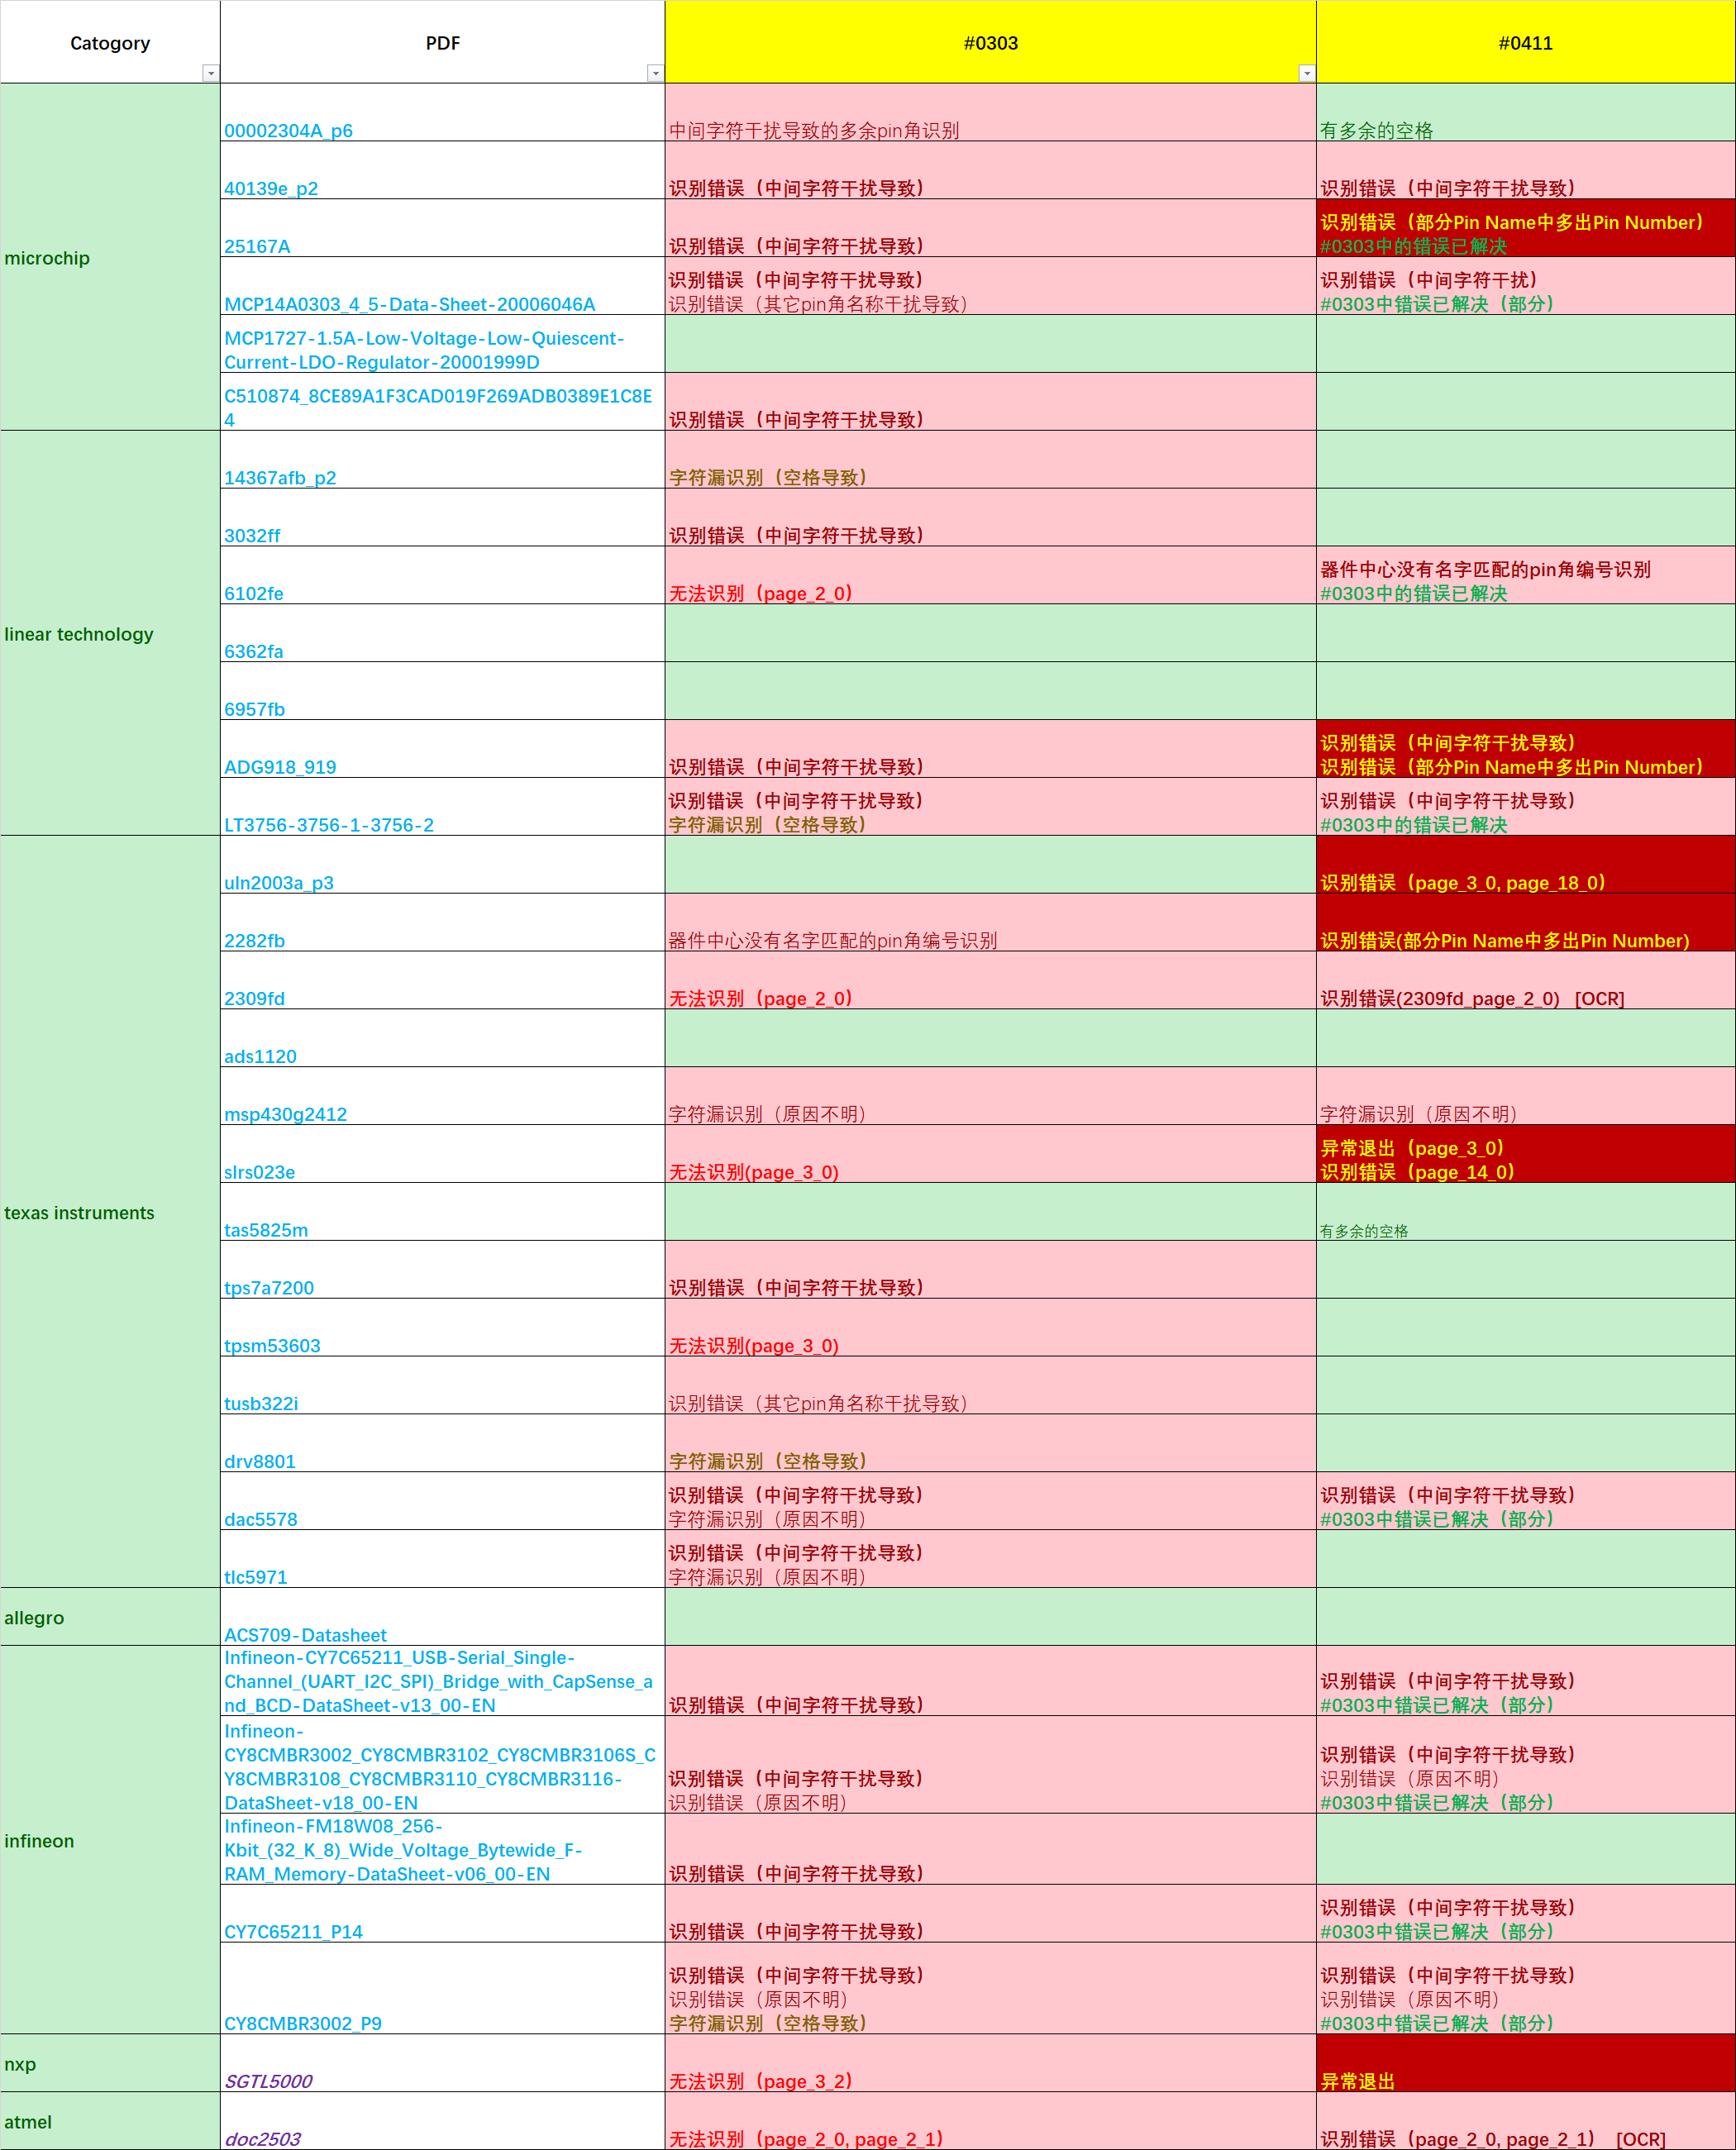 Catogory
PDF
#0303
#0411
microchip
00002304A_p6
中间字符干扰导致的多余pin角识别
有多余的空格
40139e_p2
识别错误（中间字符干扰导致）
识别错误（中间字符干扰导致）
25167A
识别错误（中间字符干扰导致）
识别错误（部分Pin Name中多出Pin Number）
#0303中的错误已解决
MCP14A0303_4_5-Data-Sheet-20006046A
识别错误（中间字符干扰导致）
识别错误（其它pin角名称干扰导致）
识别错误（中间字符干扰）
#0303中错误已解决（部分）
MCP1727-1.5A-Low-Voltage-Low-Quiescent-
Current-LDO-Regulator-20001999D
C510874_8CE89A1F3CAD019F269ADB0389E1C8E
4
识别错误（中间字符干扰导致）
linear technology
14367afb_p2
字符漏识别（空格导致）
3032ff
识别错误（中间字符干扰导致）
6102fe
无法识别（page_2_0）
器件中心没有名字匹配的pin角编号识别
#0303中的错误已解决
6362fa
6957fb
ADG918_919
识别错误（中间字符干扰导致）
识别错误（中间字符干扰导致）
识别错误（部分Pin Name中多出Pin Number）
LT3756-3756-1-3756-2
识别错误（中间字符干扰导致）
字符漏识别（空格导致）
识别错误（中间字符干扰导致）
#0303中的错误已解决
texas instruments
uln2003a_p3
识别错误（page_3_0, page_18_0）
2282fb
器件中心没有名字匹配的pin角编号识别
识别错误(部分Pin Name中多出Pin Number)
2309fd
无法识别（page_2_0）
识别错误(2309fd_page_2_0) [OCR]
ads1120
msp430g2412
字符漏识别（原因不明）
字符漏识别（原因不明）
slrs023e
无法识别(page_3_0)
异常退出（page_3_0）
识别错误（page_14_0）
tas5825m
有多余的空格
tps7a7200
识别错误（中间字符干扰导致）
tpsm53603
无法识别(page_3_0)
tusb322i
识别错误（其它pin角名称干扰导致）
drv8801
字符漏识别（空格导致）
dac5578
识别错误（中间字符干扰导致）
字符漏识别（原因不明）
识别错误（中间字符干扰导致）
#0303中错误已解决（部分）
tlc5971
识别错误（中间字符干扰导致）
字符漏识别（原因不明）
allegro
ACS709-Datasheet
infineon
Infineon-CY7C65211_USB-Serial_Single-
Channel_(UART_I2C_SPI)_Bridge_with_CapSense_a
nd_BCD-DataSheet-v13_00-EN
识别错误（中间字符干扰导致）
识别错误（中间字符干扰导致）
#0303中错误已解决（部分）
Infineon-
CY8CMBR3002_CY8CMBR3102_CY8CMBR3106S_C
Y8CMBR3108_CY8CMBR3110_CY8CMBR3116-
DataSheet-v18_00-EN
识别错误（中间字符干扰导致）
识别错误（原因不明）
识别错误（中间字符干扰导致）
识别错误（原因不明）
#0303中错误已解决（部分）
Infineon-FM18W08_256-
Kbit_(32_K_8)_Wide_Voltage_Bytewide_F-
RAM_Memory-DataSheet-v06_00-EN
识别错误（中间字符干扰导致）
CY7C65211_P14
识别错误（中间字符干扰导致）
识别错误（中间字符干扰导致）
#0303中错误已解决（部分）
CY8CMBR3002_P9
识别错误（中间字符干扰导致）
识别错误（原因不明）
字符漏识别（空格导致）
识别错误（中间字符干扰导致）
识别错误（原因不明）
#0303中错误已解决（部分）
nxp
SGTL5000
无法识别（page_3_2）
异常退出
atmel
doc2503
无法识别（page_2_0, page_2_1）
识别错误（page_2_0, page_2_1） [OCR]